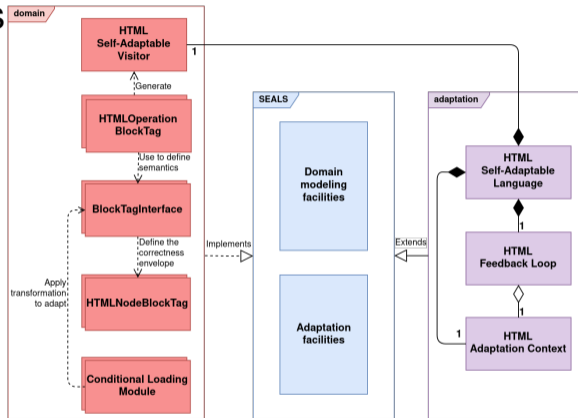 S
domain
HTML
Self-Adaptable
Visitor
1
Generate
HTMLOperation
BlockTag
Use to define
semantics
BlockTagInterface
Define the
correctness
envelope
HTMLNodeBlockTag
Apply
transformation
to adapt
Conditional Loading
Module
Implements
SEALS
Domain
modeling
facilities
Adaptation
facilities
Extends
adaptation
HTML
Self-Adaptable
Language
1
HTML
Feedback Loop
1
1
HTML
Adaptation Context